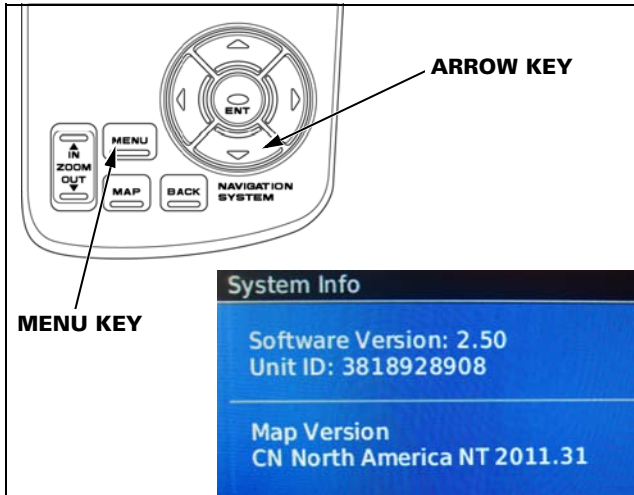 ARROW KEY
ENT
MENU
IN
ZOOM
OUT
MAP
BACK
NAVIGATION
SYSTEM
MENU KEY
System Info
Software Version: 2.50
Unit ID: 3818928908
Map Version
CN North America NT 2011.31